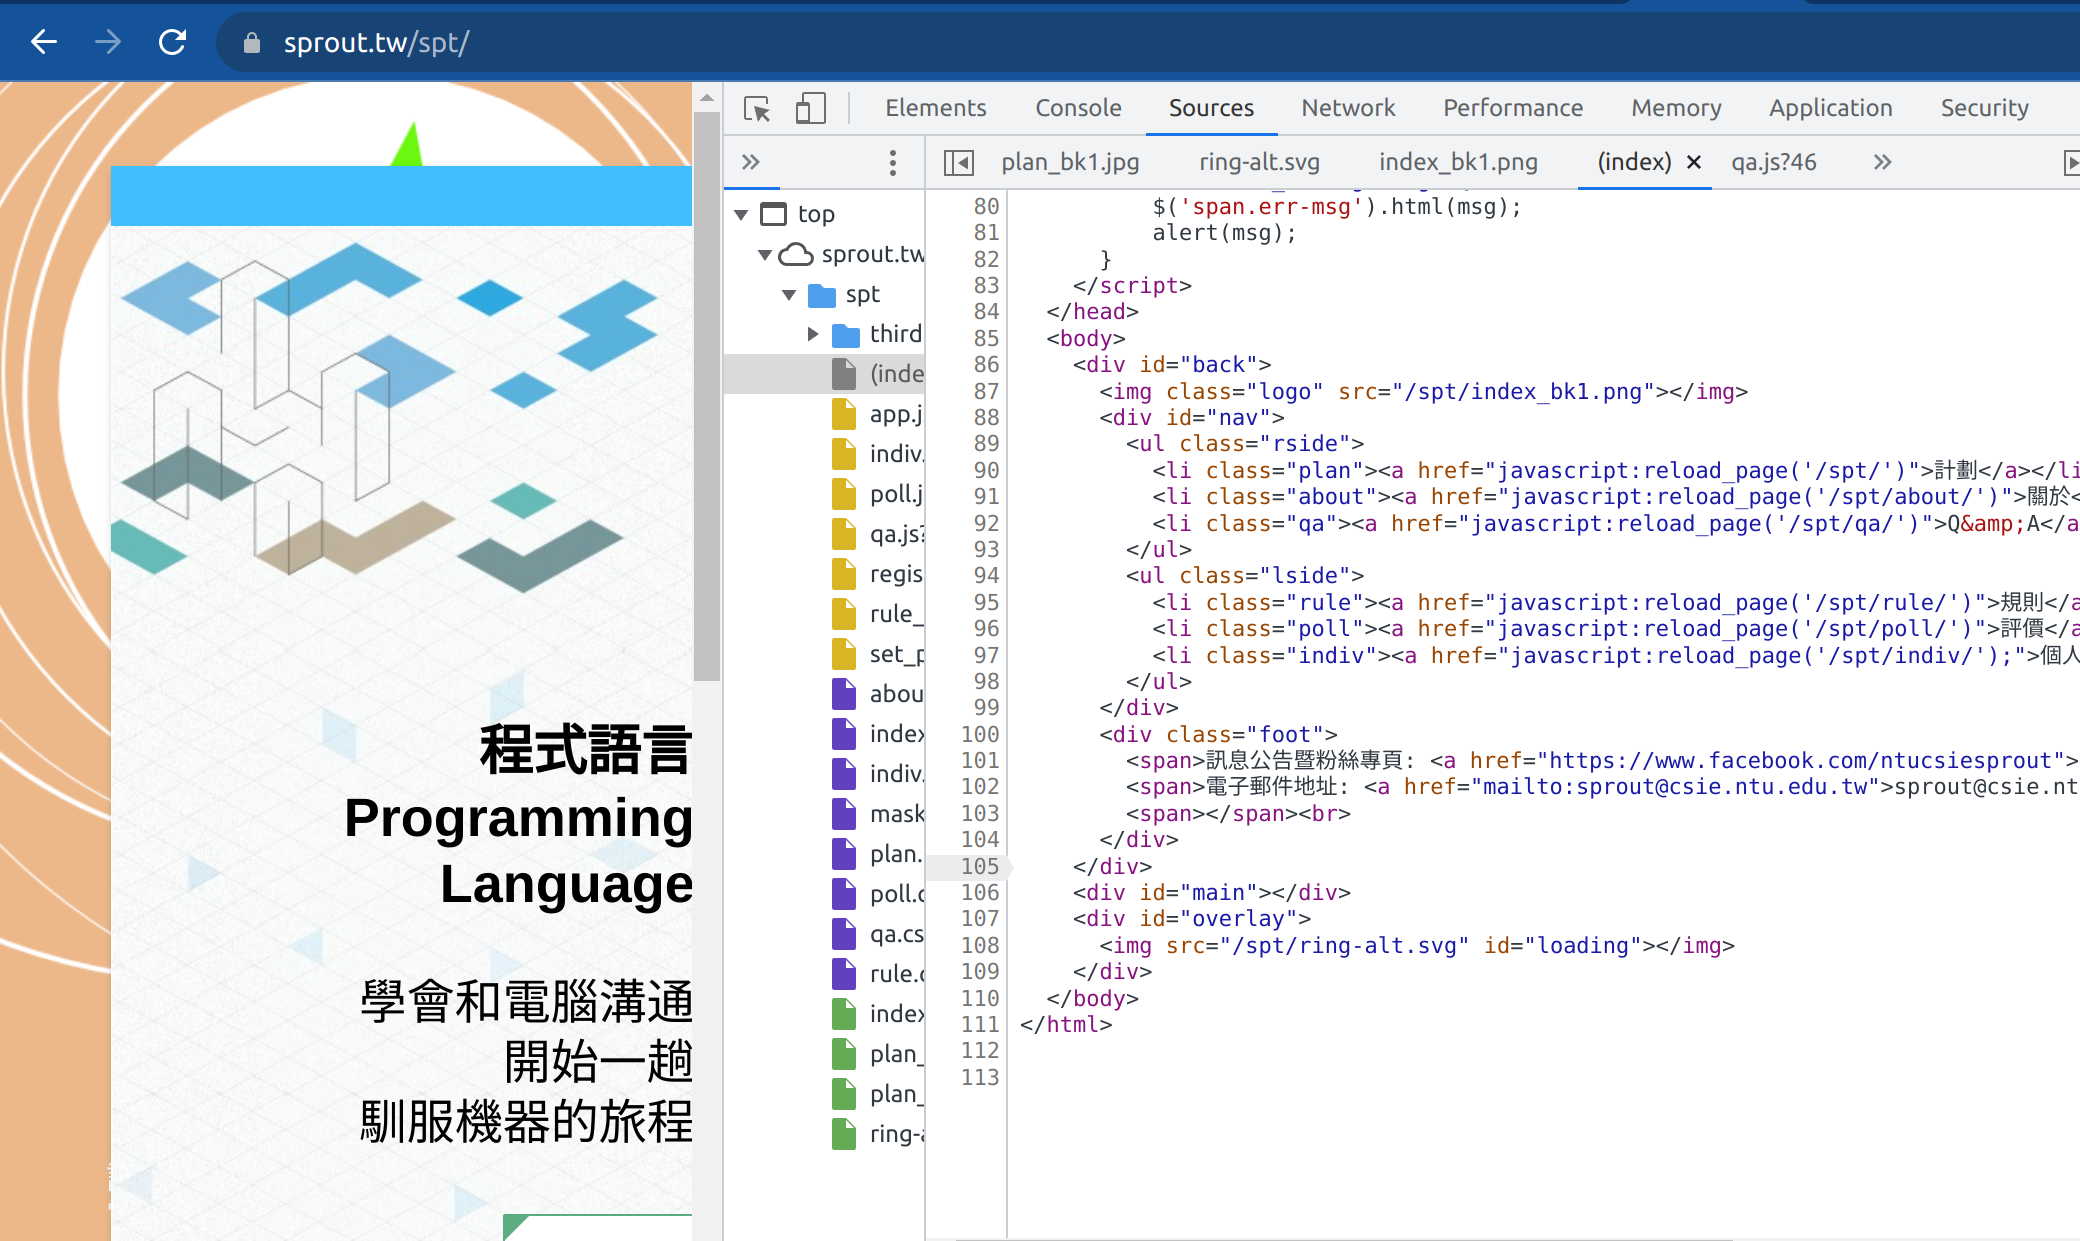 sprout.tw/spt/
Elements Console Sources Network Performance Memory Application Security
plan_bk1.jpg ring-alt.svg index_bk1.png (index) qa.js?46
top
sprout.tw
spt
third
(inde
app.j
indiv.
poll.j
qa.js?
regis
rule_
set_p
abou
index
indiv.
mask
plan.
poll.c
qa.cs
rule.c
index
plan_
plan_
ring-a
80 $('span.err-msg').html(msg);
81 alert(msg);
82 }
83 </script>
84 </head>
85 <body>
86 <div id="back">
87 <img class="logo" src="/spt/index_bk1.png"></img>
88 <div id="nav">
89 <ul class="rside">
90 <li class="plan"><a href="javascript:reload_page('/spt/')">計劃</a></li
91 <li class="about"><a href="javascript:reload_page('/spt/about/')">關於<
92 <li class="qa"><a href="javascript:reload_page('/spt/qa/')">Q&amp;A</a
93 </ul>
94 <ul class="lside">
95 <li class="rule"><a href="javascript:reload_page('/spt/rule/')">規則</a
96 <li class="poll"><a href="javascript:reload_page('/spt/poll/')">評價</a
97 <li class="indiv"><a href="javascript:reload_page('/spt/indiv/');">個人
98 </ul>
99 </div>
100 <div class="foot">
101 <span>訊息公告暨粉絲專頁: <a href="https://www.facebook.com/ntucsiesprout">
102 <span>電子郵件地址: <a href="mailto:sprout@csie.ntu.edu.tw">sprout@csie.nt
103 <span></span><br>
104 </div>
105 </div>
106 <div id="main"></div>
107 <div id="overlay">
108 <img src="/spt/ring-alt.svg" id="loading"></img>
109 </div>
110 </body>
111 </html>
112
113
程式語言
Programming
Language
學會和電腦溝通
開始一趟
馴服機器的旅程